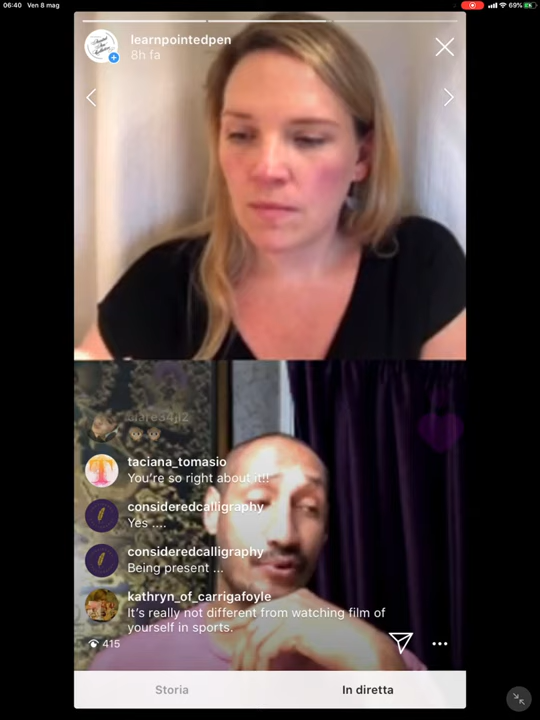 06:40 Ven 8 mag
69%
learnpointedpen
8h fa
taciana_tomasio
You're so right about it!!
consideredcalligraphy
Yes ....
consideredcalligraphy
Being present ...
kathryn_of_carrigafoyle
It's really not different from watching film of
yourself in sports.
415
Storia
In diretta